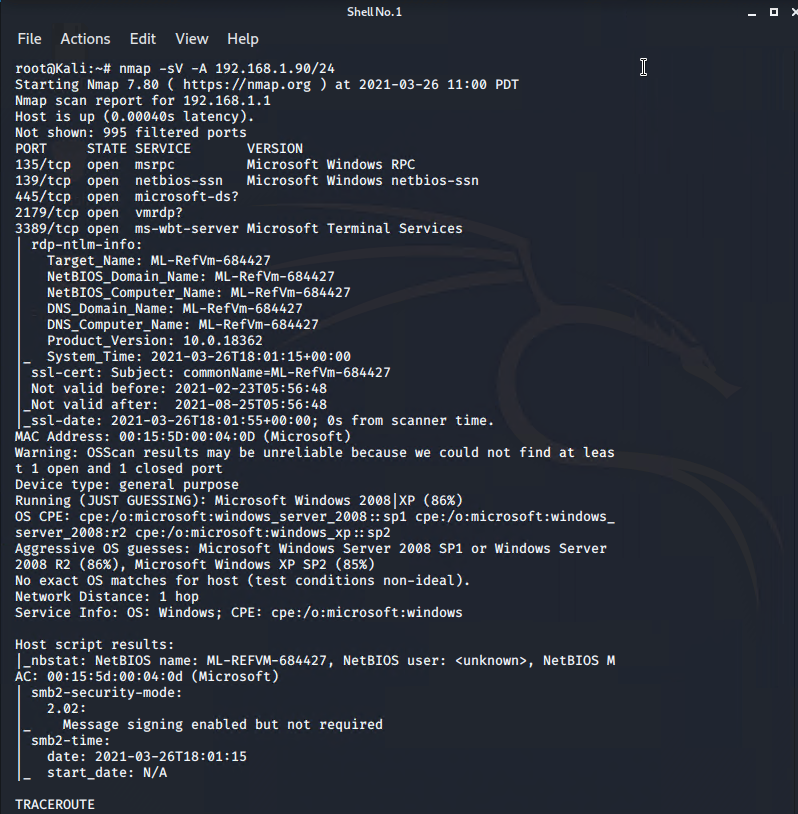 Shell No.1
File Actions Edit View Help
root@Kali:~# nmap -sV -A 192.168.1.90/24
Starting Nmap 7.80 ( https://nmap.org ) at 2021-03-26 11:00 PDT
Nmap scan report for 192.168.1.1
Host is up (0.00040s latency).
Not shown: 995 filtered ports
PORT     STATE SERVICE       VERSION
135/tcp  open  msrpc         Microsoft Windows RPC
139/tcp  open  netbios-ssn   Microsoft Windows netbios-ssn
445/tcp  open  microsoft-ds?
2179/tcp open  vmrdp?
3389/tcp open  ms-wbt-server Microsoft Terminal Services
| rdp-ntlm-info:
|   Target_Name: ML-RefVm-684427
|   NetBIOS_Domain_Name: ML-RefVm-684427
|   NetBIOS_Computer_Name: ML-RefVm-684427
|   DNS_Domain_Name: ML-RefVm-684427
|   DNS_Computer_Name: ML-RefVm-684427
|   Product_Version: 10.0.18362
|_  System_Time: 2021-03-26T18:01:15+00:00
| ssl-cert: Subject: commonName=ML-RefVm-684427
| Not valid before: 2021-02-23T05:56:48
|_Not valid after:  2021-08-25T05:56:48
|_ssl-date: 2021-03-26T18:01:55+00:00; 0s from scanner time.
MAC Address: 00:15:5D:00:04:0D (Microsoft)
Warning: OSScan results may be unreliable because we could not find at leas
t 1 open and 1 closed port
Device type: general purpose
Running (JUST GUESSING): Microsoft Windows 2008|XP (86%)
OS CPE: cpe:/o:microsoft:windows_server_2008::sp1 cpe:/o:microsoft:windows_
server_2008:r2 cpe:/o:microsoft:windows_xp::sp2
Aggressive OS guesses: Microsoft Windows Server 2008 SP1 or Windows Server
2008 R2 (86%), Microsoft Windows XP SP2 (85%)
No exact OS matches for host (test conditions non-ideal).
Network Distance: 1 hop
Service Info: OS: Windows; CPE: cpe:/o:microsoft:windows
Host script results:
|_nbstat: NetBIOS name: ML-REFVM-684427, NetBIOS user: <unknown>, NetBIOS M
AC: 00:15:5d:00:04:0d (Microsoft)
| smb2-security-mode:
|   2.02:
|_    Message signing enabled but not required
| smb2-time:
|   date: 2021-03-26T18:01:15
|_  start_date: N/A
TRACEROUTE